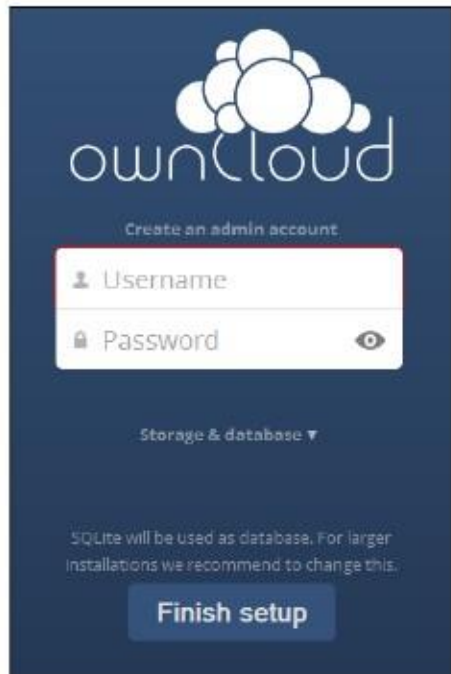 ownCloud
Create an admin account
Username
Password
Storage & database ▼
SQLite will be used as database. For larger
installations we recommend to change this.
Finish setup